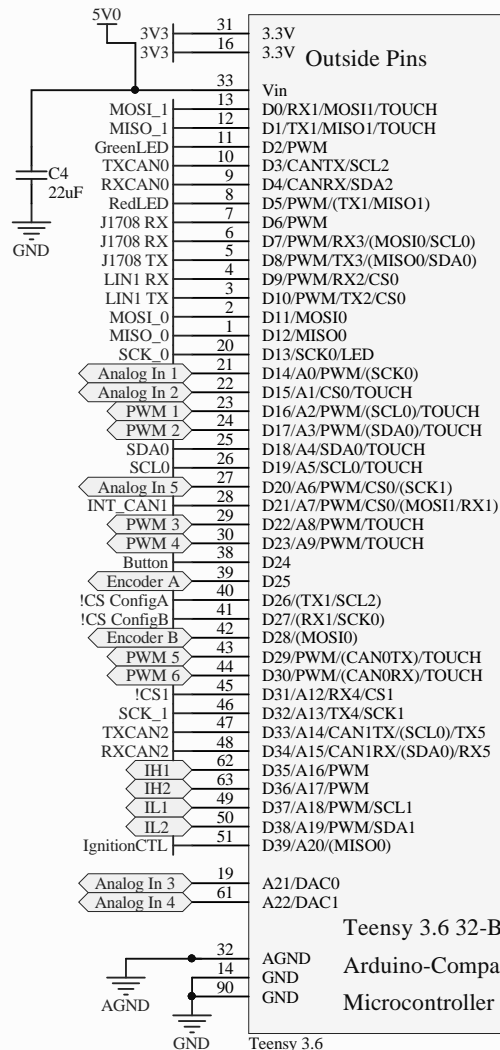 5V0
3V3 31 3.3V
3V3 16 3.3V
Outside Pins
33 Vin
MOSI_1 13 D0/RX1/MOSI1/TOUCH
MISO_1 12 D1/TX1/MISO1/TOUCH
GreenLED 11 D2/PWM
TXCAN0 10 D3/CANTX/SCL2
RXCAN0 9 D4/CANRX/SDA2
RedLED 8 D5/PWM/(TX1/MISO1)
J1708 RX 7 D6/PWM
J1708 RX 6 D7/PWM/RX3/(MOSI0/SCL0)
J1708 TX 5 D8/PWM/TX3/(MISO0/SDA0)
LIN1 RX 4 D9/PWM/RX2/CS0
LIN1 TX 3 D10/PWM/TX2/CS0
MOSI_0 2 D11/MOSI0
MISO_0 1 D12/MISO0
SCK_0 20 D13/SCK0/LED
Analog In 1 21 D14/A0/PWM/(SCK0)
Analog In 2 22 D15/A1/CS0/TOUCH
PWM 1 23 D16/A2/PWM/(SCL0)/TOUCH
PWM 2 24 D17/A3/PWM/(SDA0)/TOUCH
SDA0 25 D18/A4/SDA0/TOUCH
SCL0 26 D19/A5/SCL0/TOUCH
Analog In 5 27 D20/A6/PWM/CS0/(SCK1)
INT_CAN1 28 D21/A7/PWM/CS0/(MOSI1/RX1)
PWM 3 29 D22/A8/PWM/TOUCH
PWM 4 30 D23/A9/PWM/TOUCH
Button 38 D24
Encoder A 39 D25
!CS ConfigA 40 D26/(TX1/SCL2)
!CS ConfigB 41 D27/(RX1/SCK0)
Encoder B 42 D28/(MOSI0)
PWM 5 43 D29/PWM/(CAN0TX)/TOUCH
PWM 6 44 D30/PWM/(CAN0RX)/TOUCH
!CS1 45 D31/A12/RX4/CS1
SCK_1 46 D32/A13/TX4/SCK1
TXCAN2 47 D33/A14/CAN1TX/(SCL0)/TX5
RXCAN2 48 D34/A15/CAN1RX/(SDA0)/RX5
IH1 62 D35/A16/PWM
IH2 63 D36/A17/PWM
IL1 49 D37/A18/PWM/SCL1
IL2 50 D38/A19/PWM/SDA1
IgnitionCTL 51 D39/A20/(MISO0)
Analog In 3 19 A21/DAC0
Analog In 4 61 A22/DAC1
C4
22uF
GND
Teensy 3.6 32-B
32 AGND
Arduino-Compa
14 GND
90 GND
Microcontroller
AGND
GND
Teensy 3.6